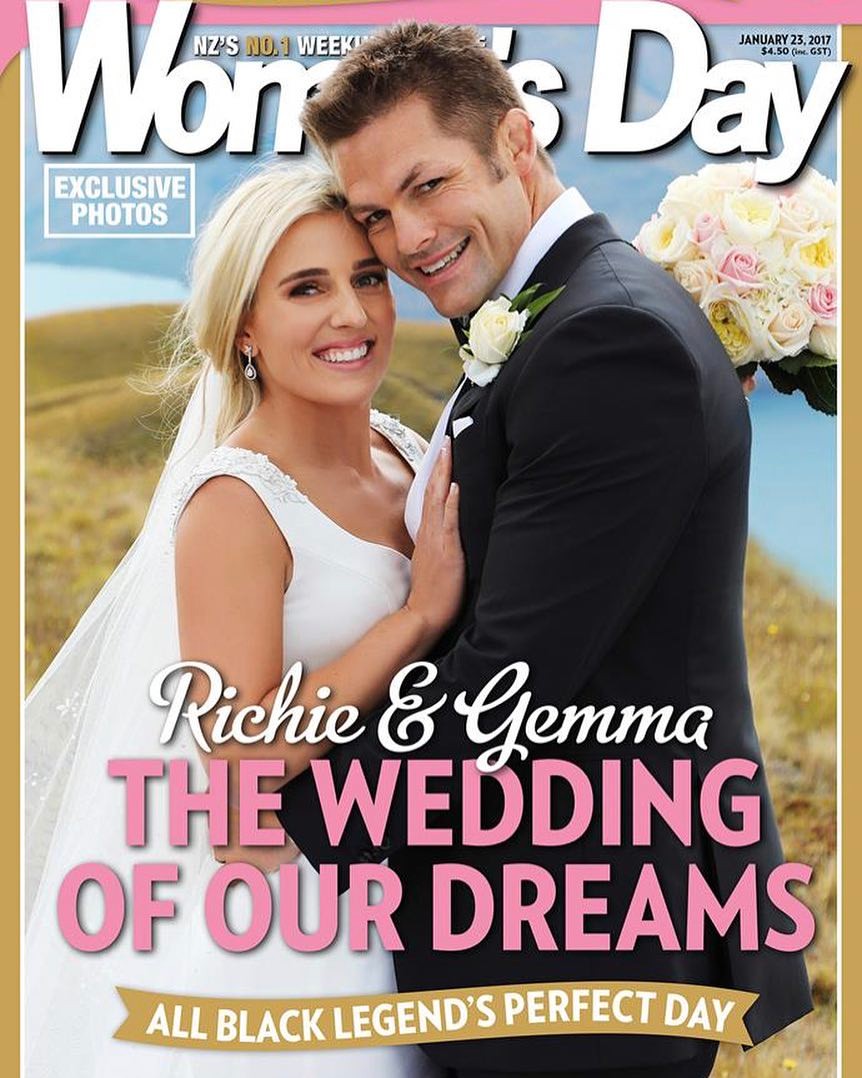 NZ'S NO.1 WEEK
JANUARY 23, 2017
$4.50 (inc. GST)
Wom 's Day
EXCLUSIVE
PHOTOS
Richie & Gemma
THE WEDDING
OF OUR DREAMS
ALL BLACK LEGEND'S PERFECT DAY